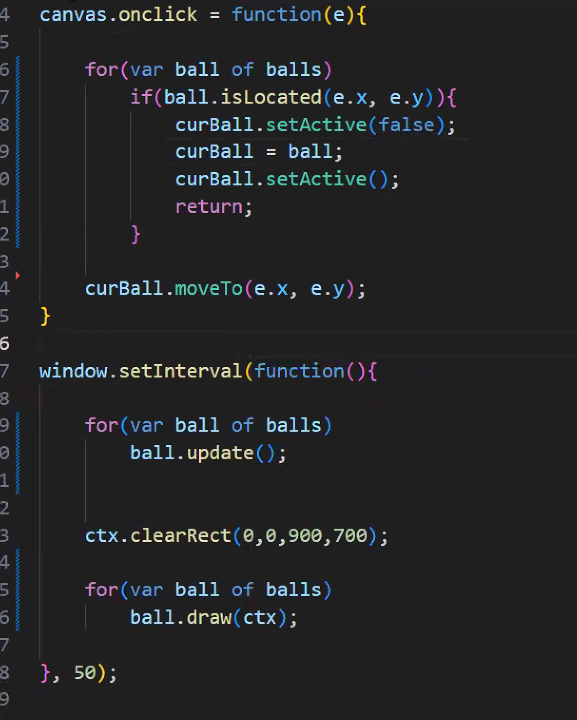 4 canvas.onclick = function(e){
5
6 for(var ball of balls)
7 if(ball.isLocated(e.x, e.y)){
8 curBall.setActive(false);
9 curBall = ball;
0 curBall.setActive();
1 return;
2 }
3
4 curBall.moveTo(e.x, e.y);
5 }
6
7 window.setInterval(function(){
8
9 for(var ball of balls)
0 ball.update();
1
2
3 ctx.clearRect(0,0,900,700);
4
5 for(var ball of balls)
6 ball.draw(ctx);
7
8 }, 50);
9